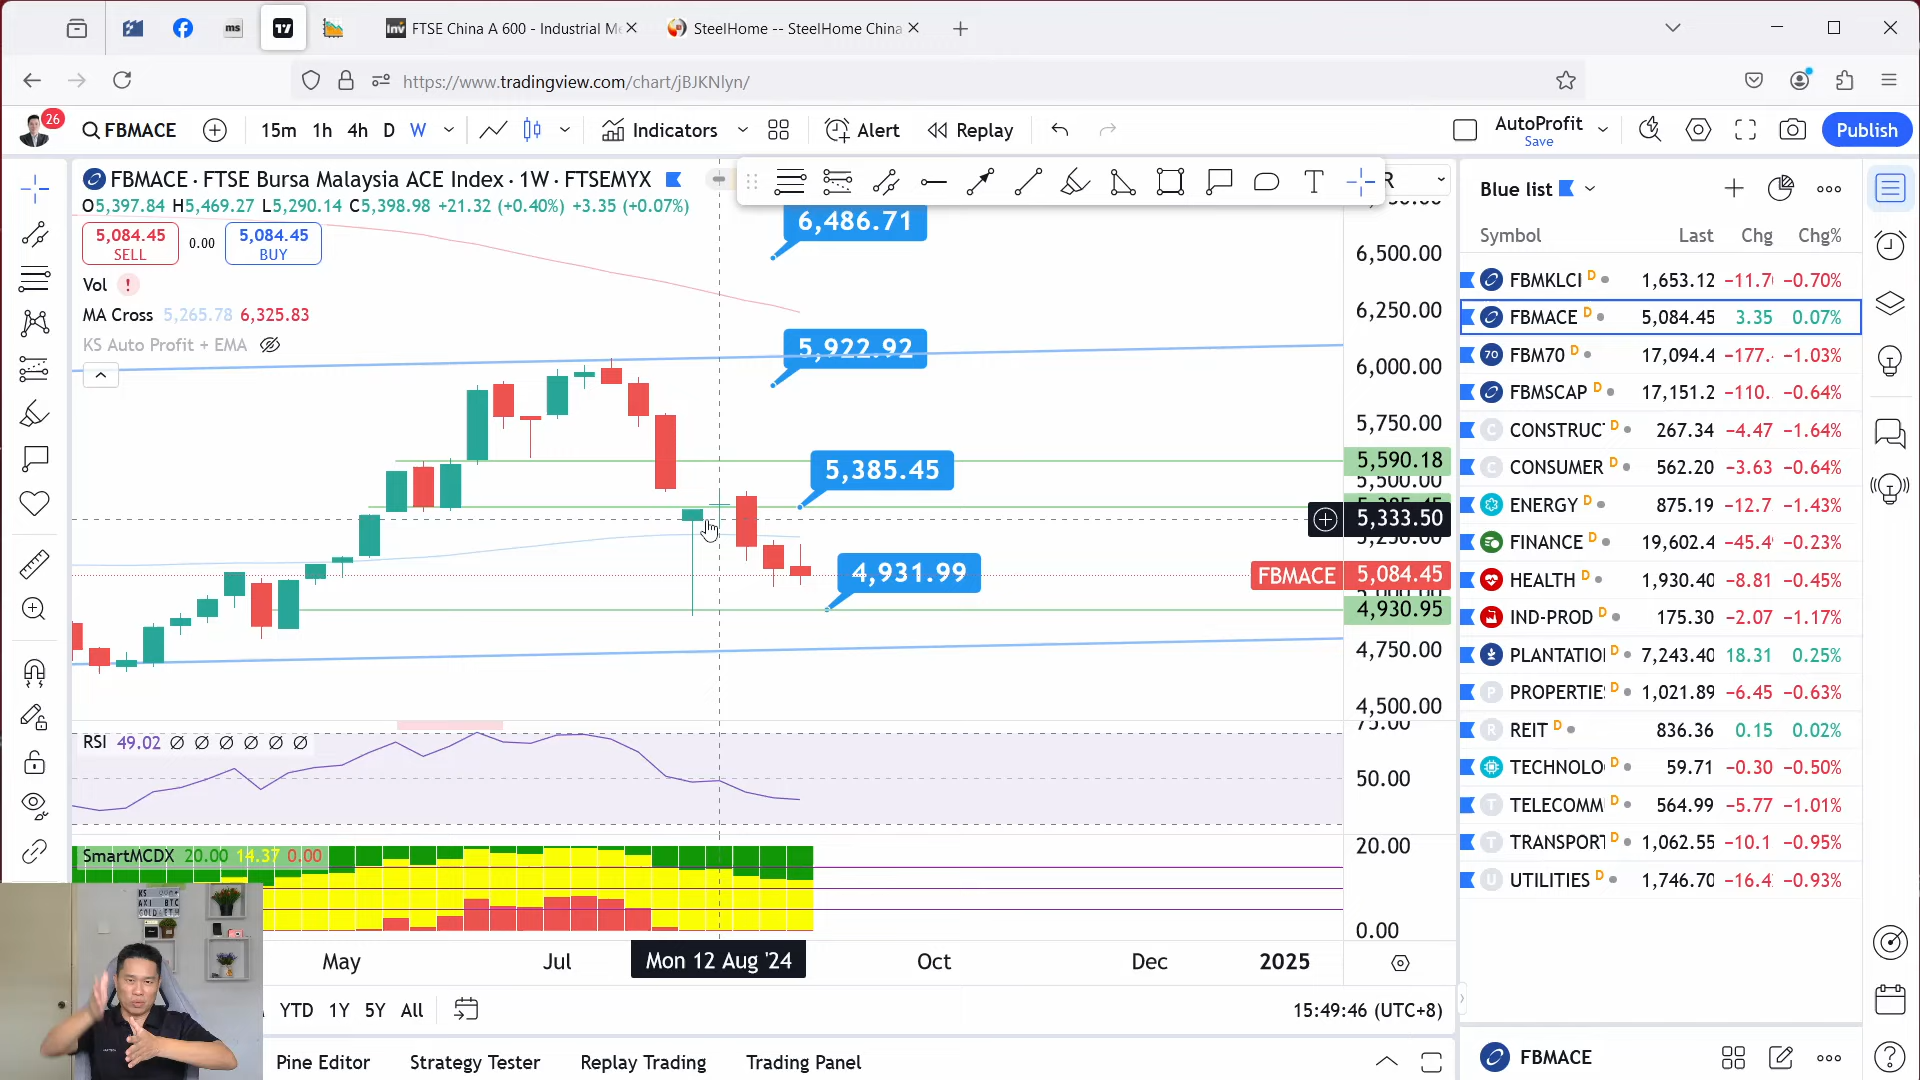 FTSE China A 600 - Industrial M
SteelHome -- SteelHome China
https://www.tradingview.com/chart/jBJKNlyn/
26
FBMACE
15m 1h 4h D W
Indicators
Alert
Replay
AutoProfit
Save
Publish
FBMACE · FTSE Bursa Malaysia ACE Index · 1W · FTSEMYX
O5,397.84 H5,469.27 L5,290.14 C5,398.98 +21.32 (+0.40%) +3.35 (+0.07%)
5,084.45
SELL
0.00
5,084.45
BUY
Vol
MA Cross 5,265.78 6,325.83
KS Auto Profit + EMA
6,486.71
5,922.92
5,385.45
4,931.99
6,500.00
6,250.00
6,000.00
5,750.00
5,590.18
5,500.00
5,385.45
5,333.50
5,250.00
FBMACE 5,084.45
5,000.00
4,930.95
4,750.00
4,500.00
RSI 49.02
75.00
50.00
SmartMCDX 20.00 14.37 0.00
20.00
0.00
May
Jul
Mon 12 Aug '24
Oct
Dec
2025
YTD 1Y 5Y All
15:49:46 (UTC+8)
Pine Editor
Strategy Tester
Replay Trading
Trading Panel
Blue list
Symbol Last Chg Chg%
FBMKLCI D 1,653.12 −11.7 −0.70%
FBMACE D 5,084.45 3.35 0.07%
70 FBM70 D 17,094.4 −177. −1.03%
FBMSCAP D 17,151.2 −110. −0.64%
C CONSTRUC D 267.34 −4.47 −1.64%
C CONSUMER D 562.20 −3.63 −0.64%
ENERGY D 875.19 −12.7 −1.43%
FINANCE D 19,602.4 −45.4 −0.23%
HEALTH D 1,930.40 −8.81 −0.45%
IND-PROD D 175.30 −2.07 −1.17%
PLANTATIO D 7,243.40 18.31 0.25%
P PROPERTIE D 1,021.89 −6.45 −0.63%
R REIT D 836.36 0.15 0.02%
TECHNOLO D 59.71 −0.30 −0.50%
T TELECOMM D 564.99 −5.77 −1.01%
T TRANSPORT D 1,062.55 −10.1 −0.95%
U UTILITIES D 1,746.70 −16.4 −0.93%
FBMACE
KS
AXI BTC
GOLD ETH